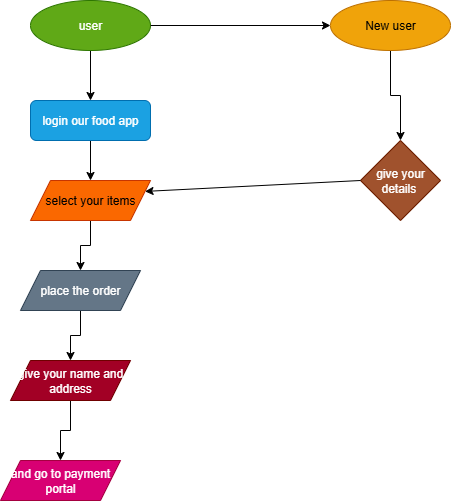 user
New user
login our food app
give your
details
select your items
place the order
give your name and
address
and go to payment
portal